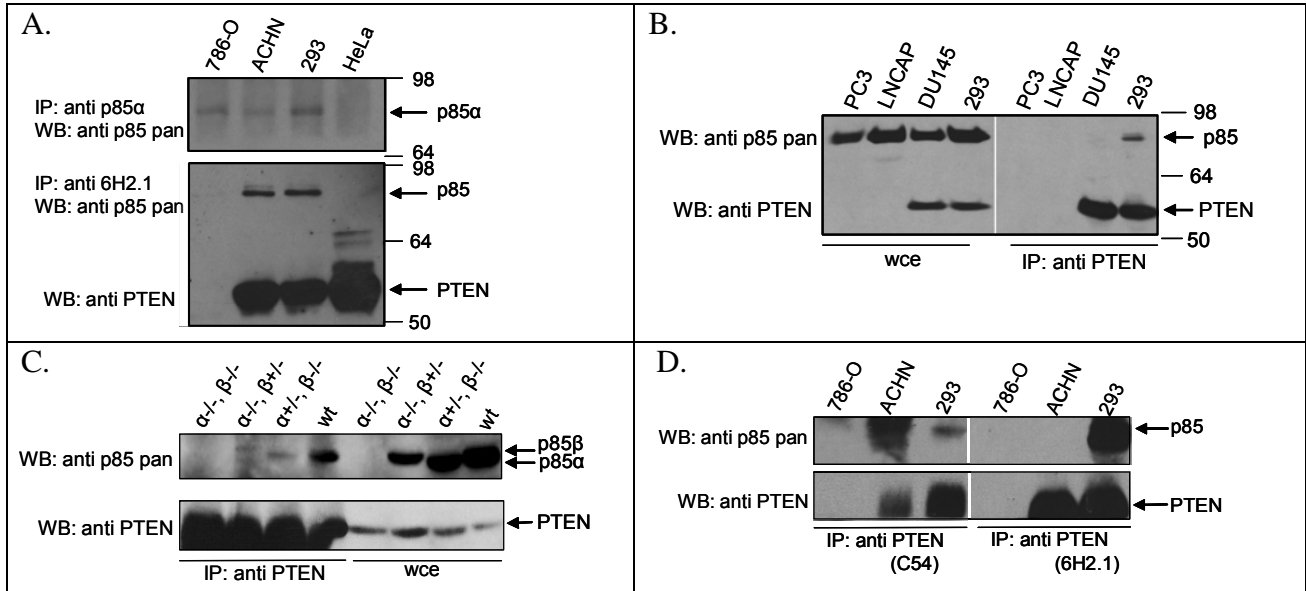 A.
786-O ACHN 293 HeLa
98
IP: anti p85α
WB: anti p85 pan
p85α
64
98
IP: anti 6H2.1
WB: anti p85 pan
p85
64
WB: anti PTEN
PTEN
50
B.
PC3 LNCAP DU145 293 PC3 LNCAP DU145 293
98
WB: anti p85 pan
p85
64
WB: anti PTEN
PTEN
50
wce IP: anti PTEN
C.
α-/-, β-/- α-/-, β+/- α+/-, β-/- wt α-/-, β-/- α-/-, β+/- α+/-, β-/- wt
p85β
WB: anti p85 pan
p85α
WB: anti PTEN
PTEN
IP: anti PTEN wce
D.
786-O ACHN 293 786-O ACHN 293
WB: anti p85 pan
p85
WB: anti PTEN
PTEN
IP: anti PTEN IP: anti PTEN
(C54) (6H2.1)